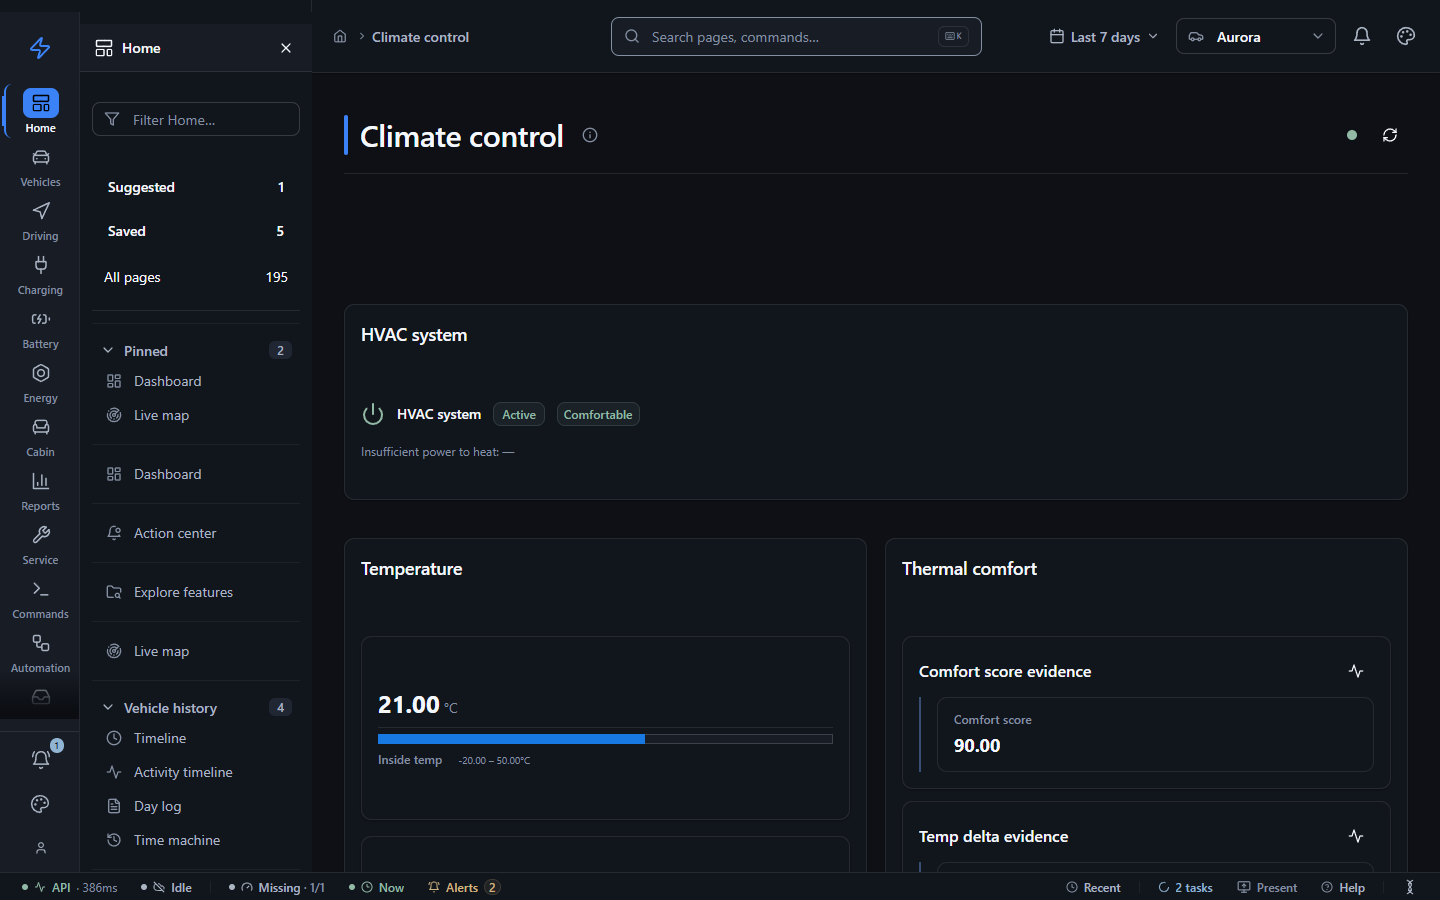 Home
Vehicles
Driving
Charging
Battery
Energy
Cabin
Reports
Service
Commands
Automation
1
Home
Filter Home...
Suggested 1
Saved 5
All pages 195
Pinned 2
Dashboard
Live map
Dashboard
Action center
Explore features
Live map
Vehicle history 4
Timeline
Activity timeline
Day log
Time machine
Climate control
Search pages, commands...
K
Last 7 days
Aurora
Climate control
HVAC system
HVAC system Active Comfortable
Insufficient power to heat: —
Temperature
21.00 °C
Inside temp -20.00 – 50.00°C
Thermal comfort
Comfort score evidence
Comfort score
90.00
Temp delta evidence
API · 386ms Idle Missing · 1/1 Now Alerts 2 Recent 2 tasks Present Help